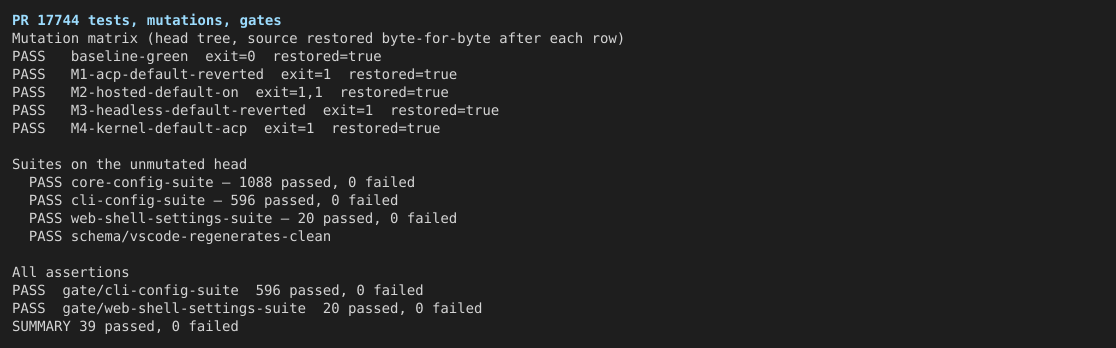 PR 17744 tests, mutations, gates
Mutation matrix (head tree, source restored byte-for-byte after each row)
PASS   baseline-green  exit=0  restored=true
PASS   M1-acp-default-reverted  exit=1  restored=true
PASS   M2-hosted-default-on  exit=1,1  restored=true
PASS   M3-headless-default-reverted  exit=1  restored=true
PASS   M4-kernel-default-acp  exit=1  restored=true
Suites on the unmutated head
PASS core-config-suite — 1088 passed, 0 failed
PASS cli-config-suite — 596 passed, 0 failed
PASS web-shell-settings-suite — 20 passed, 0 failed
PASS schema/vscode-regenerates-clean
All assertions
PASS  gate/cli-config-suite  596 passed, 0 failed
PASS  gate/web-shell-settings-suite  20 passed, 0 failed
SUMMARY 39 passed, 0 failed